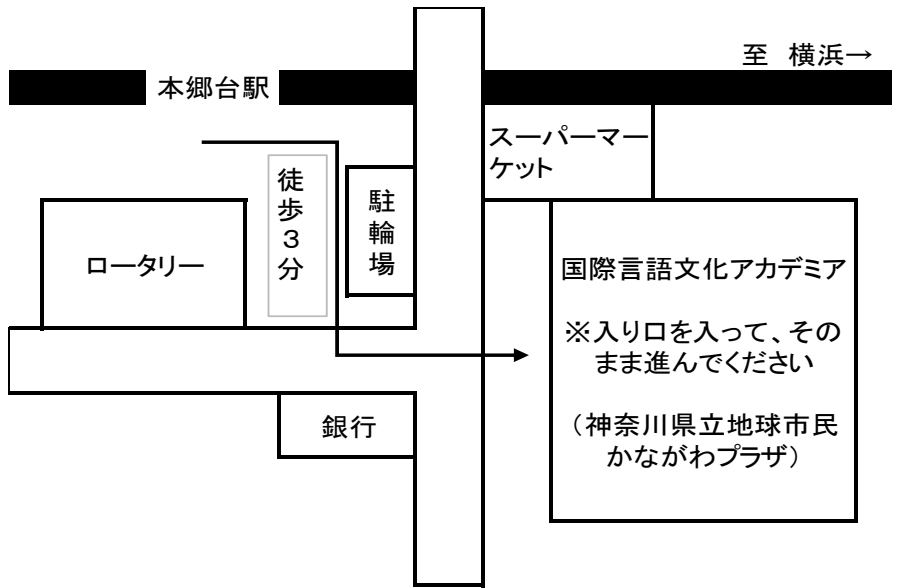 至 横浜→
本郷台駅
スーパーマー
ケット
徒歩３分
駐輪場
ロータリー
国際言語文化アカデミア
※入り口を入って、その
まま進んでください
（神奈川県立地球市民
かながわプラザ）
銀行